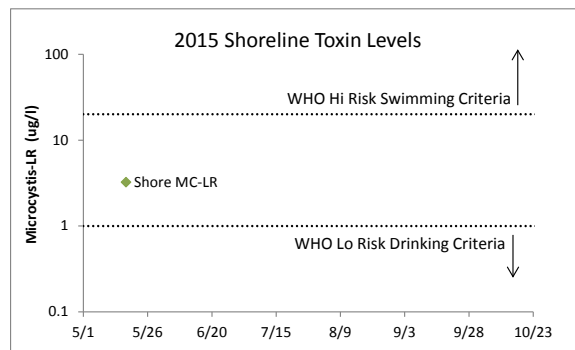 2015 Shoreline Toxin Levels
Microcystis-LR (ug/l)
100
10
1
0.1
WHO Hi Risk Swimming Criteria
Shore MC-LR
WHO Lo Risk Drinking Criteria
5/1 5/26 6/20 7/15 8/9 9/3 9/28 10/23